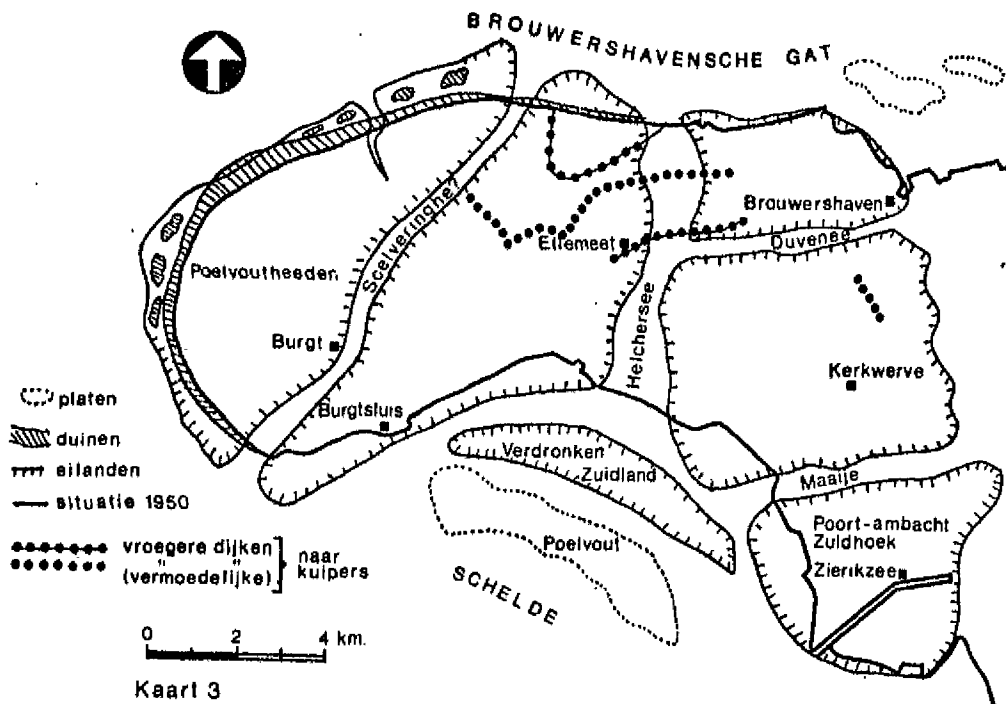 BROUWERSHAVENSCHE GAT
Scelveringhe?
Brouwershaven
Ellemeet
Duvenee
Poelvoutheeden
Helchersee
Burgt
Kerkwerve
Burgtsluis
Verdronken
Zuidland
Maalje
Poelvout
Poort-ambacht
Zuidhoek
Zierikzee
SCHELDE
platen
duinen
eilanden
situatie 1950
vroegere dijken
" "
(vermoedelijke)
naar
kuipers
0 2 4 km.
Kaart 3